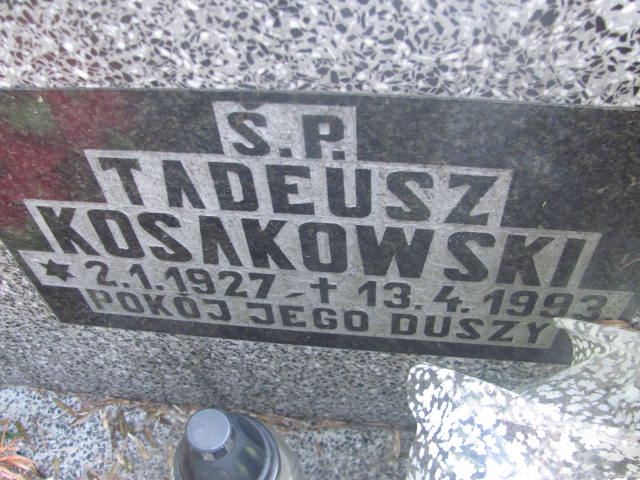 Ś.P.
TADEUSZ
KOSAKOWSKI
* 2.1.1927 † 13.4.1993
POKÓJ JEGO DUSZY